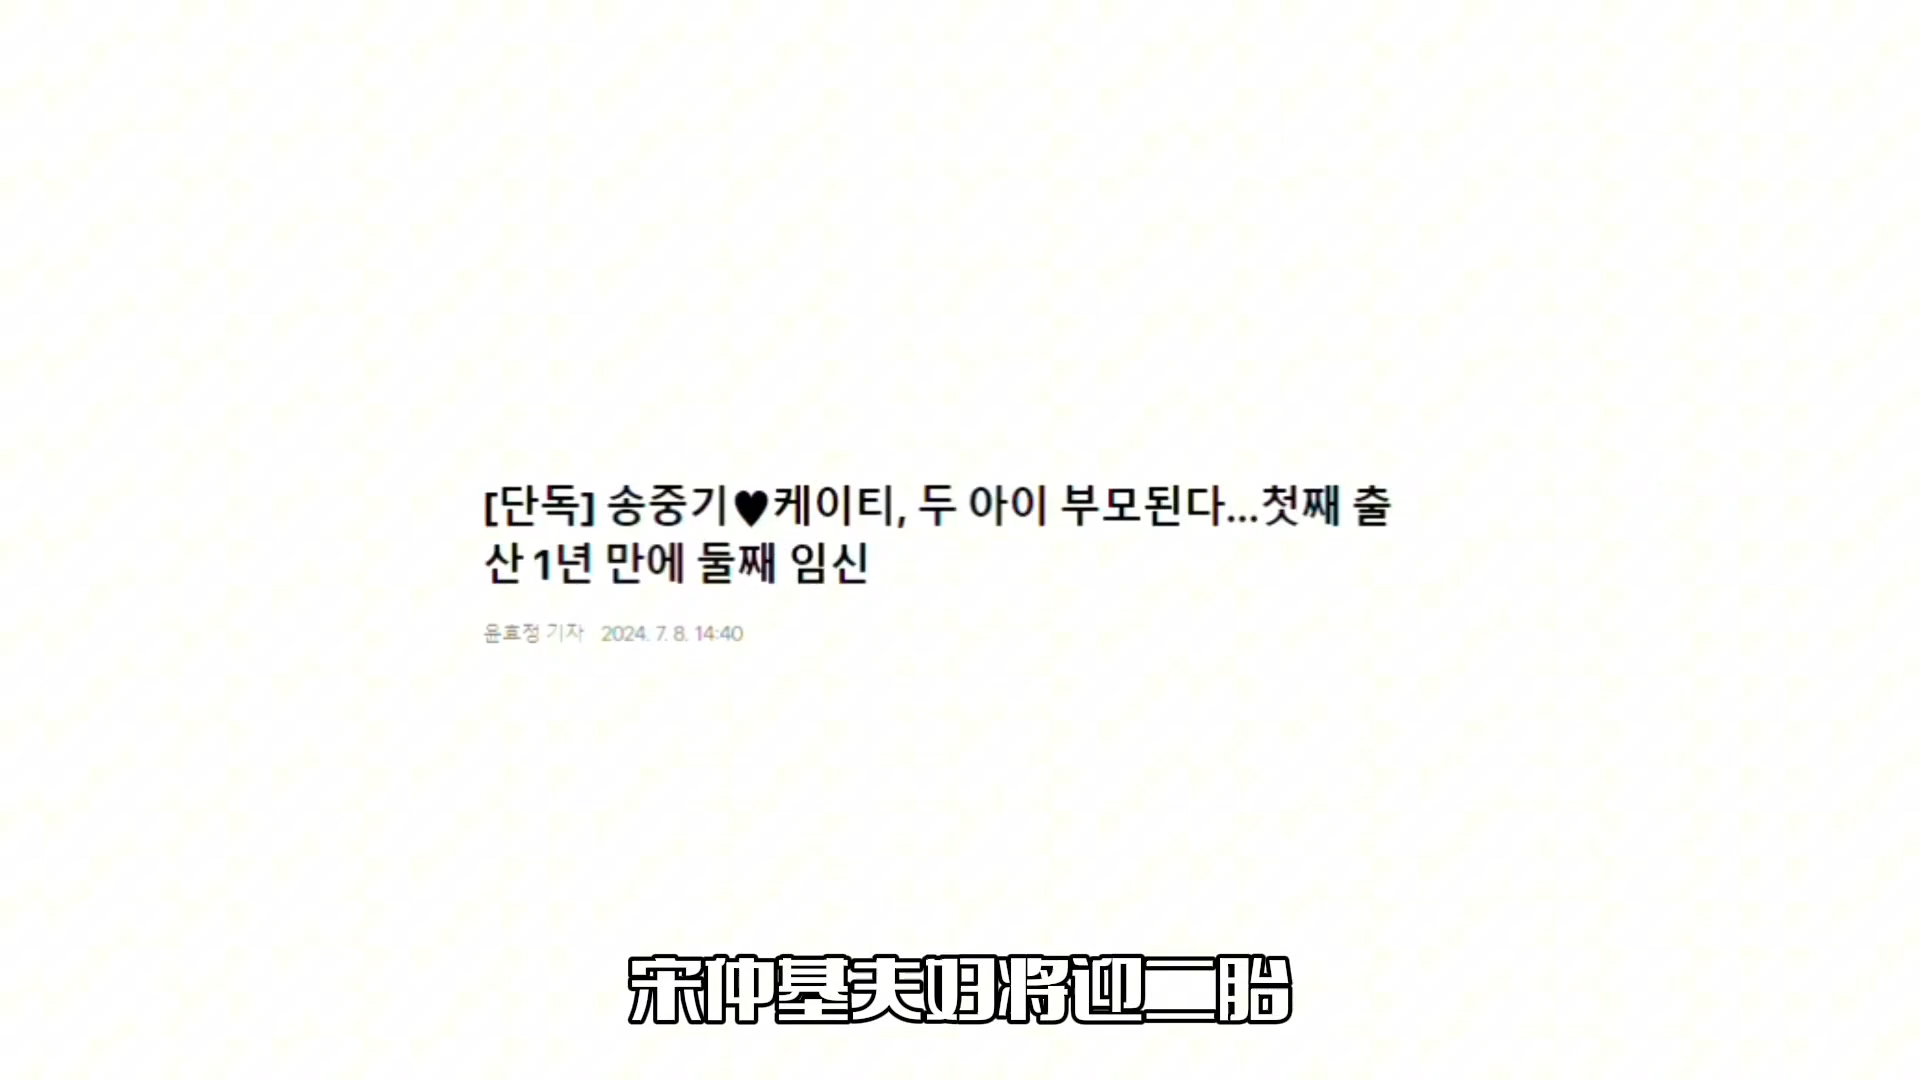 [단독] 송중기♥케이티, 두 아이 부모된다...첫째 출
산 1년 만에 둘째 임신
윤효정 기자 2024. 7. 8. 14:40
宋仲基夫妇将迎二胎